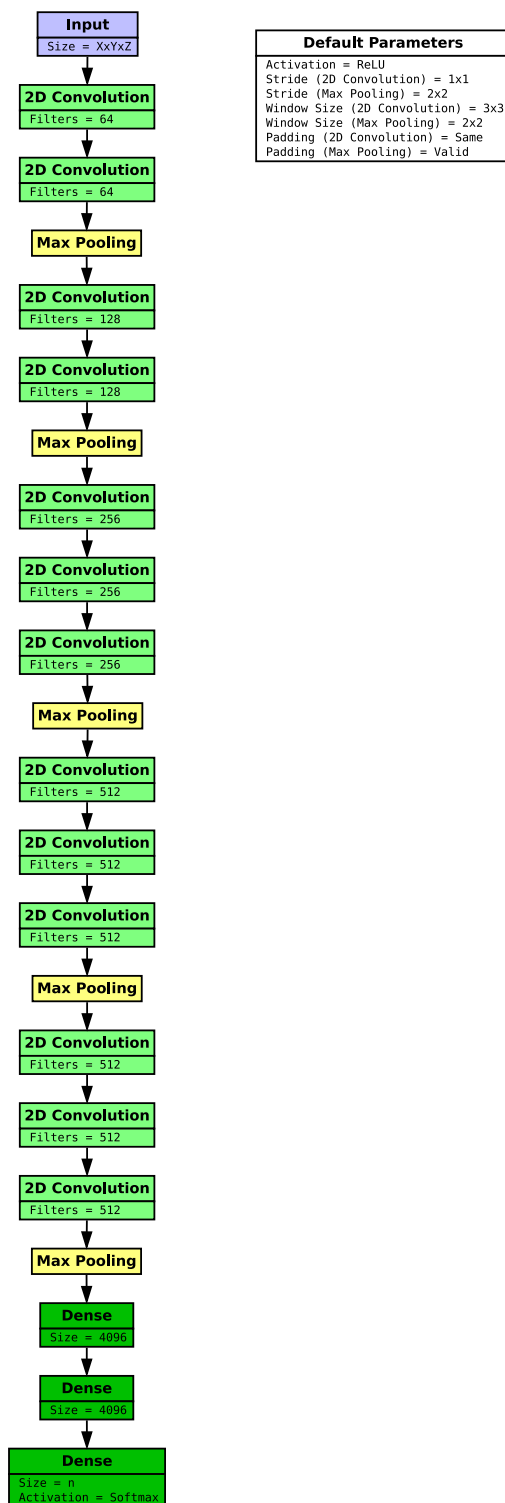 Input
Size = XxYxZ
Default Parameters
Activation = ReLU
Stride (2D Convolution) = 1x1
Stride (Max Pooling) = 2x2
Window Size (2D Convolution) = 3x3
Window Size (Max Pooling) = 2x2
Padding (2D Convolution) = Same
Padding (Max Pooling) = Valid
2D Convolution
Filters = 64
2D Convolution
Filters = 64
Max Pooling
2D Convolution
Filters = 128
2D Convolution
Filters = 128
Max Pooling
2D Convolution
Filters = 256
2D Convolution
Filters = 256
2D Convolution
Filters = 256
Max Pooling
2D Convolution
Filters = 512
2D Convolution
Filters = 512
2D Convolution
Filters = 512
Max Pooling
2D Convolution
Filters = 512
2D Convolution
Filters = 512
2D Convolution
Filters = 512
Max Pooling
Dense
Size = 4096
Dense
Size = 4096
Dense
Size = n
Activation = Softmax